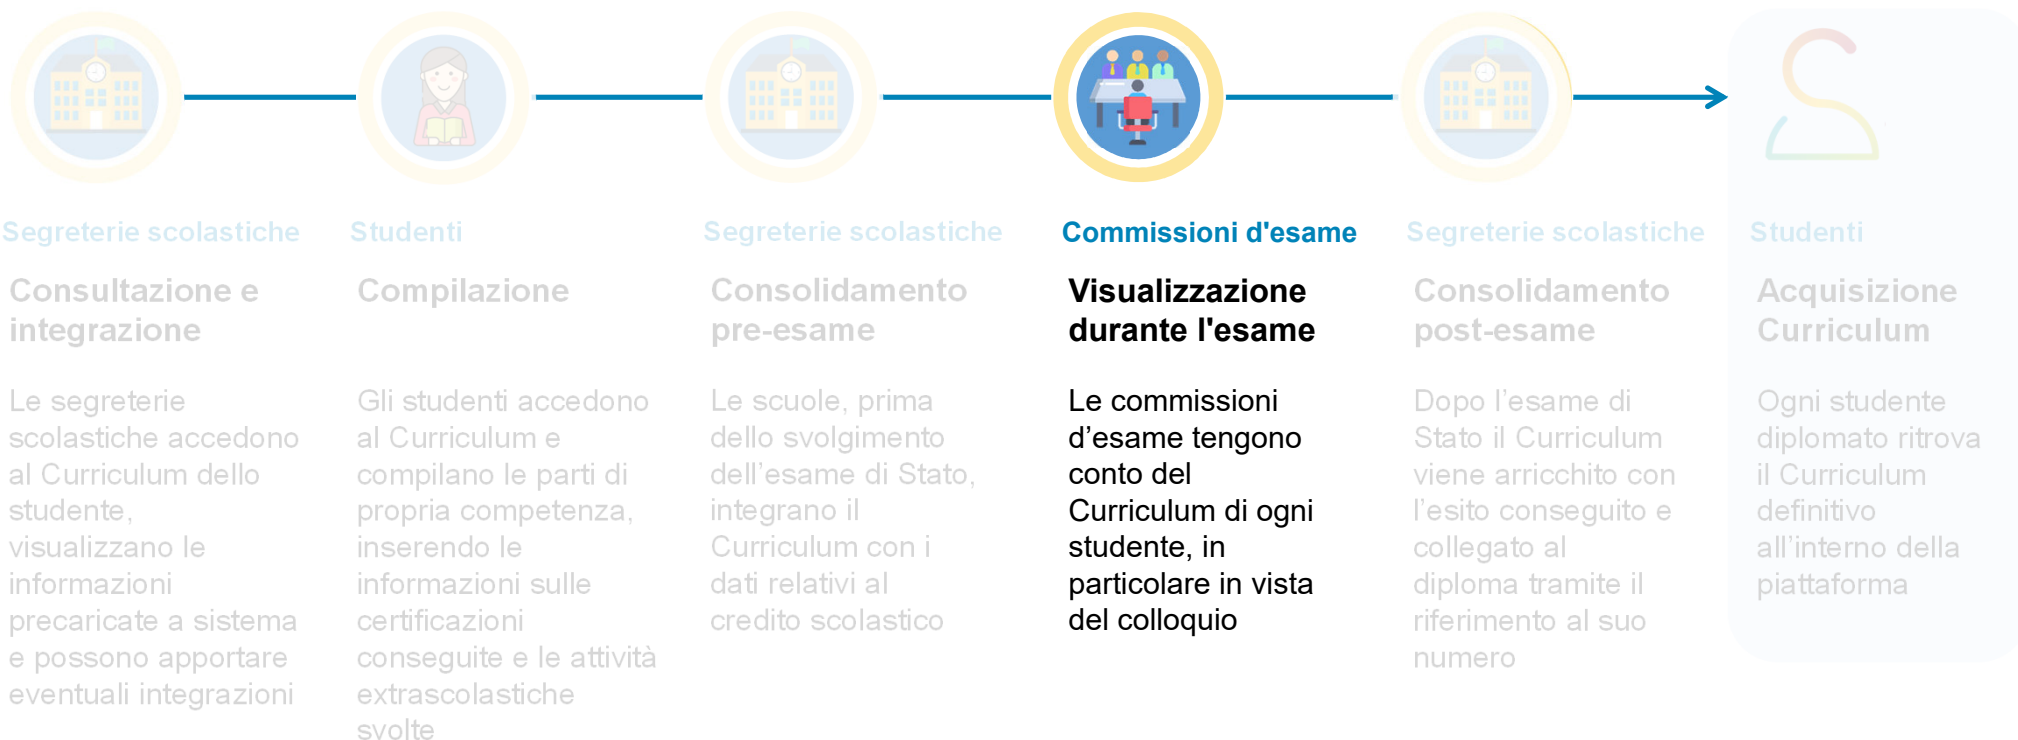 Segreterie scolastiche
Consultazione e
integrazione
Le segreterie
scolastiche accedono
al Curriculum dello
studente,
visualizzano le
informazioni
precaricate a sistema
e possono apportare
eventuali integrazioni
Studenti
Compilazione
Gli studenti accedono
al Curriculum e
compilano le parti di
propria competenza,
inserendo le
informazioni sulle
certificazioni
conseguite e le attività
extrascolastiche
svolte
Segreterie scolastiche
Consolidamento
pre-esame
Le scuole, prima
dello svolgimento
dell’esame di Stato,
integrano il
Curriculum con i
dati relativi al
credito scolastico
Commissioni d'esame
Visualizzazione
durante l'esame
Le commissioni
d’esame tengono
conto del
Curriculum di ogni
studente, in
particolare in vista
del colloquio
Segreterie scolastiche
Consolidamento
post-esame
Dopo l’esame di
Stato il Curriculum
viene arricchito con
l’esito conseguito e
collegato al
diploma tramite il
riferimento al suo
numero
Studenti
Acquisizione
Curriculum
Ogni studente
diplomato ritrova
il Curriculum
definitivo
all’interno della
piattaforma